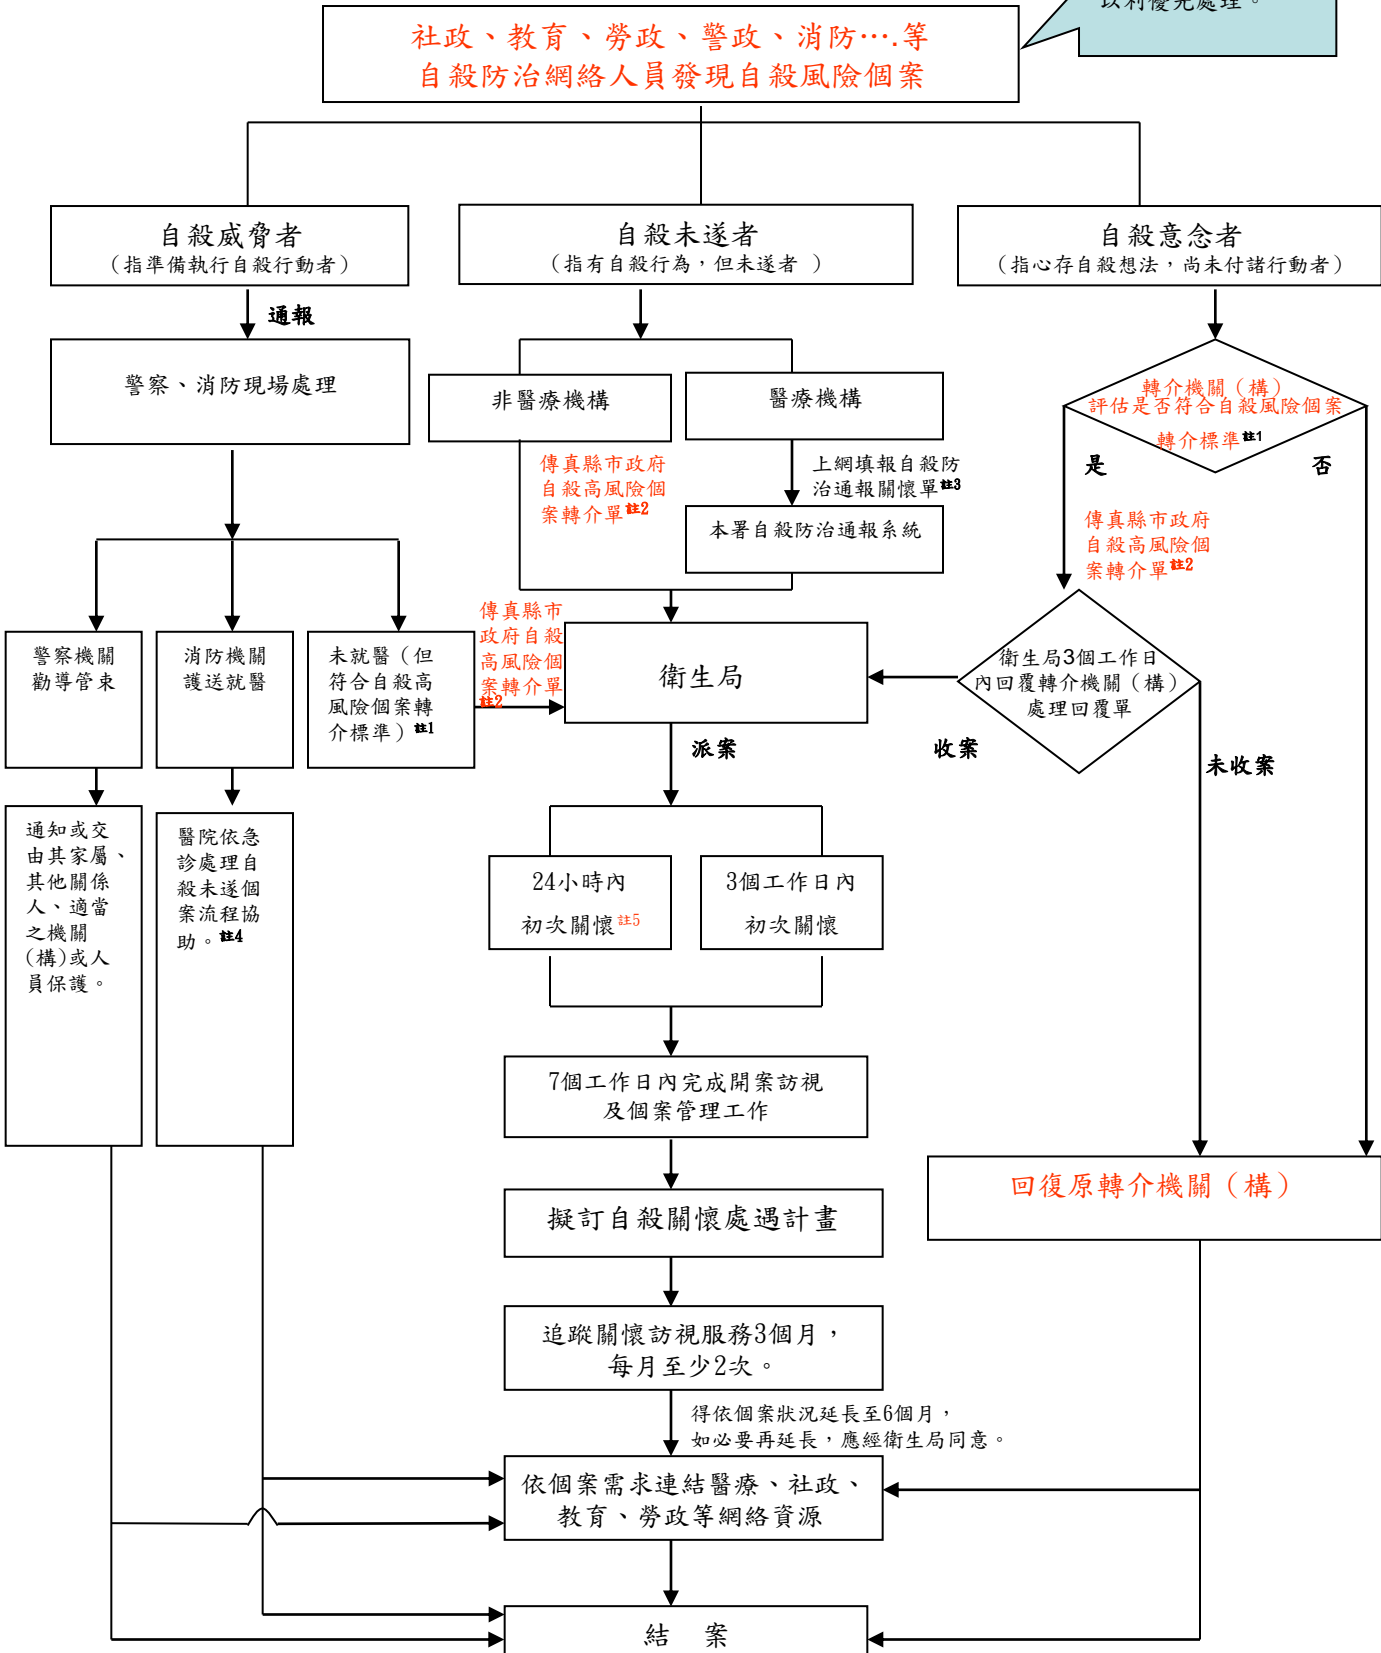 以利優先處理。
社政、教育、勞政、警政、消防….等
自殺防治網絡人員發現自殺風險個案
自殺威脅者
（指準備執行自殺行動者）
自殺未遂者
（指有自殺行為，但未遂者 ）
自殺意念者
（指心存自殺想法，尚未付諸行動者）
通報
警察、消防現場處理
非醫療機構
醫療機構
轉介機關（構）
評估是否符合自殺風險個案
轉介標準註1
是
否
傳真縣市政府
自殺高風險個
案轉介單註2
上網填報自殺防
治通報關懷單註3
本署自殺防治通報系統
傳真縣市政府
自殺高風險個
案轉介單註2
警察機關
勸導管束
消防機關
護送就醫
未就醫（但
符合自殺高
風險個案轉
介標準）註1
傳真縣市
政府自殺
高風險個
案轉介單
註2
衛生局
衛生局3個工作日
內回覆轉介機關（構）
處理回覆單
派案
收案
未收案
通知或交
由其家屬、
其他關係
人、適當
之機關
(構)或人
員保護。
醫院依急
診處理自
殺未遂個
案流程協
助。註4
24小時內
初次關懷註5
3個工作日內
初次關懷
7個工作日內完成開案訪視
及個案管理工作
擬訂自殺關懷處遇計畫
回復原轉介機關（構）
追蹤關懷訪視服務3個月，
每月至少2次。
得依個案狀況延長至6個月，
如必要再延長，應經衛生局同意。
依個案需求連結醫療、社政、
教育、勞政等網絡資源
結 案